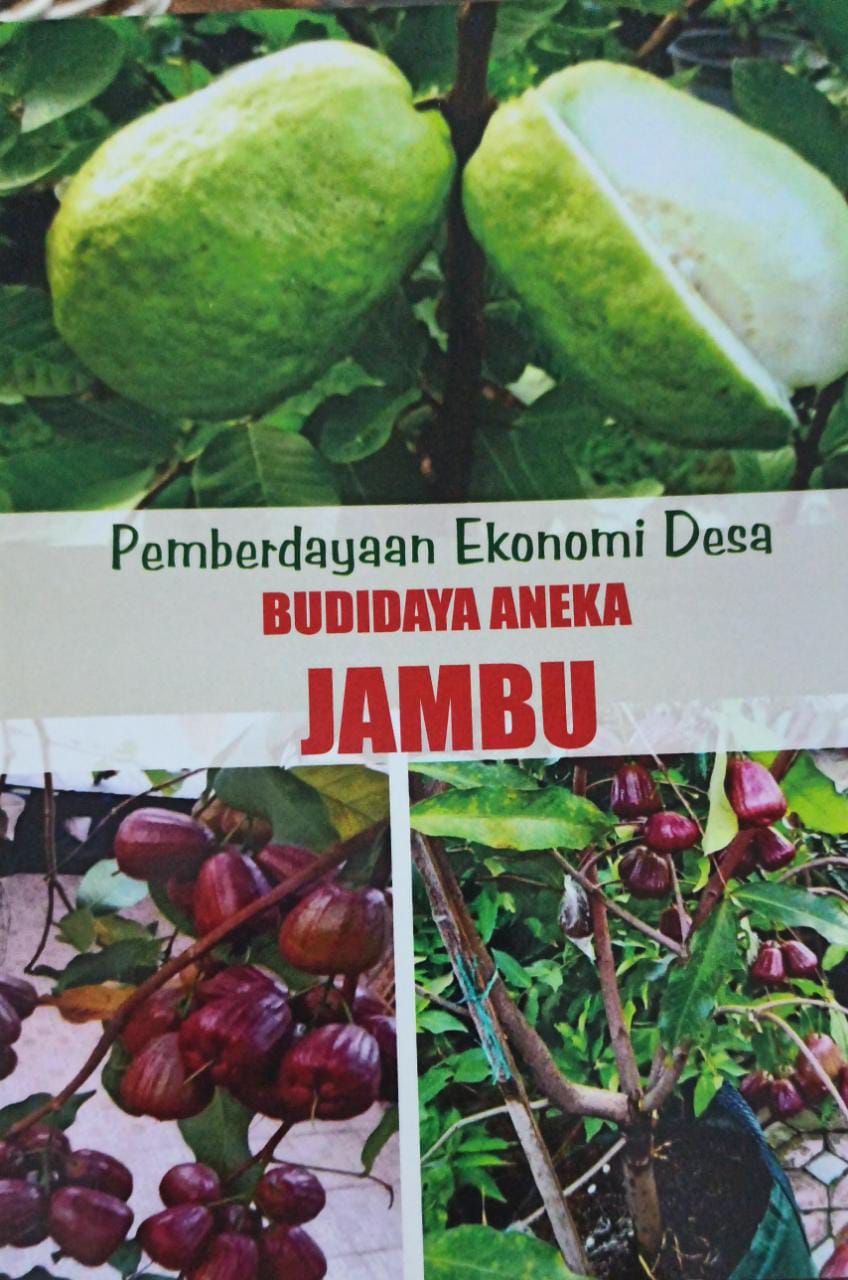 Pemberdayaan Ekonomi Desa
BUDIDAYA ANEKA
JAMBU